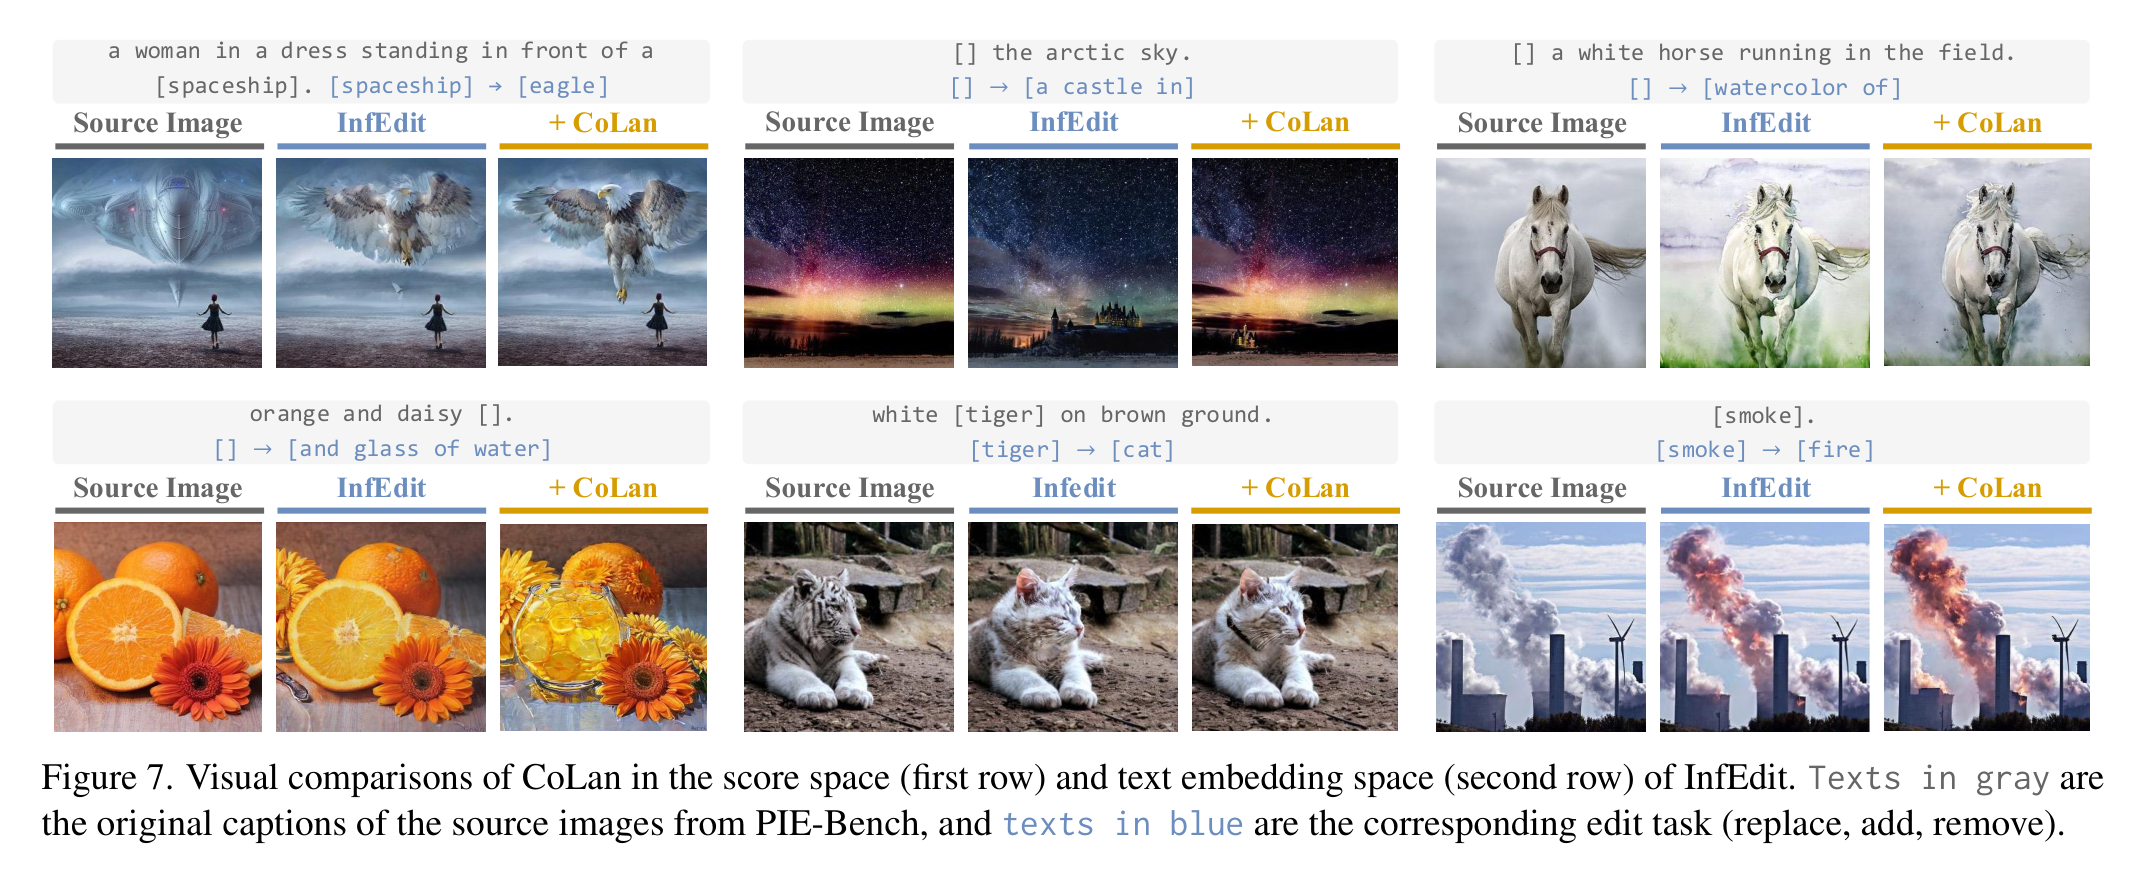 a woman in a dress standing in front of a
[spaceship]. [spaceship] → [eagle]
Source Image InfEdit + CoLan
[] the arctic sky.
[] → [a castle in]
Source Image InfEdit + CoLan
[] a white horse running in the field.
[] → [watercolor of]
Source Image InfEdit + CoLan
orange and daisy [].
[] → [and glass of water]
Source Image InfEdit + CoLan
white [tiger] on brown ground.
[tiger] → [cat]
Source Image Infedit + CoLan
[smoke].
[smoke] → [fire]
Source Image InfEdit + CoLan
Figure 7. Visual comparisons of CoLan in the score space (first row) and text embedding space (second row) of InfEdit. Texts in gray are
the original captions of the source images from PIE-Bench, and texts in blue are the corresponding edit task (replace, add, remove).